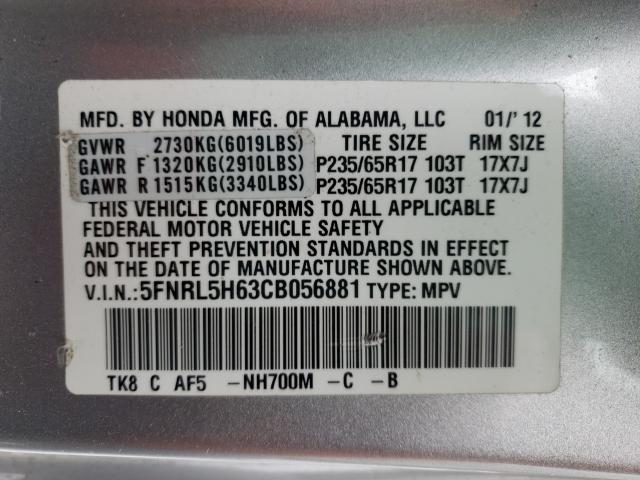 MFD. BY HONDA MFG. OF ALABAMA, LLC 01/'12
GVWR 2730KG(6019LBS) TIRE SIZE RIM SIZE
GAWR F 1320KG(2910LBS) P235/65R17 103T 17X7J
GAWR R 1515KG(3340LBS) P235/65R17 103T 17X7J
THIS VEHICLE CONFORMS TO ALL APPLICABLE
FEDERAL MOTOR VEHICLE SAFETY
AND THEFT PREVENTION STANDARDS IN EFFECT
ON THE DATE OF MANUFACTURE SHOWN ABOVE.
V.I.N.:5FNRL5H63CB056881 TYPE: MPV
TK8 C AF5 -NH700M -C -B